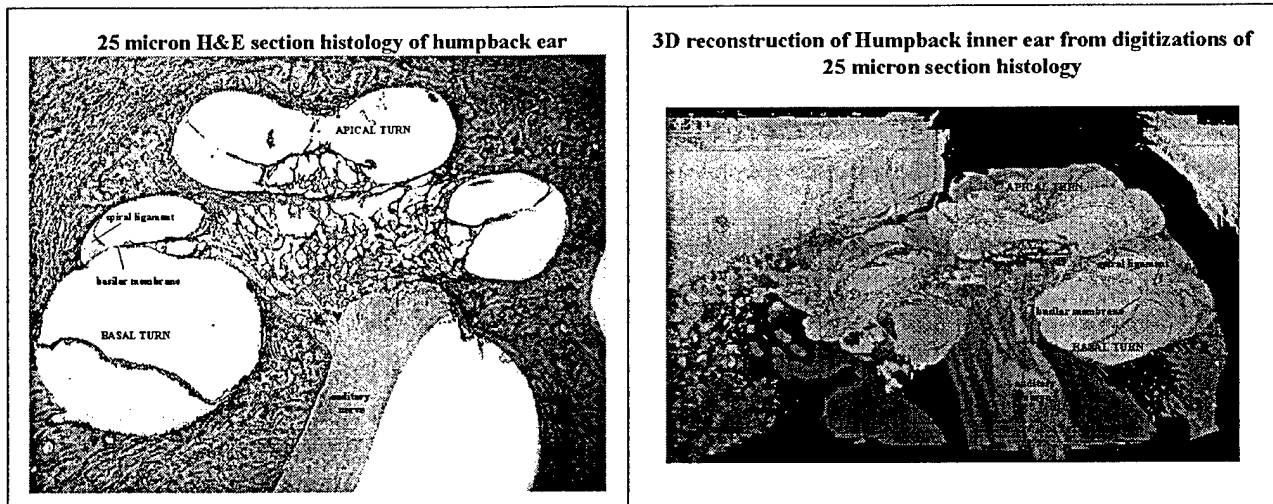 25 micron H&E section histology of humpback ear
APICAL TURN
spiral ligament
basilar membrane
BASAL TURN
auditory
nerve
3D reconstruction of Humpback inner ear from digitizations of
25 micron section histology
APICAL TURN
spiral ligament
basilar membrane
BASAL TURN
auditory